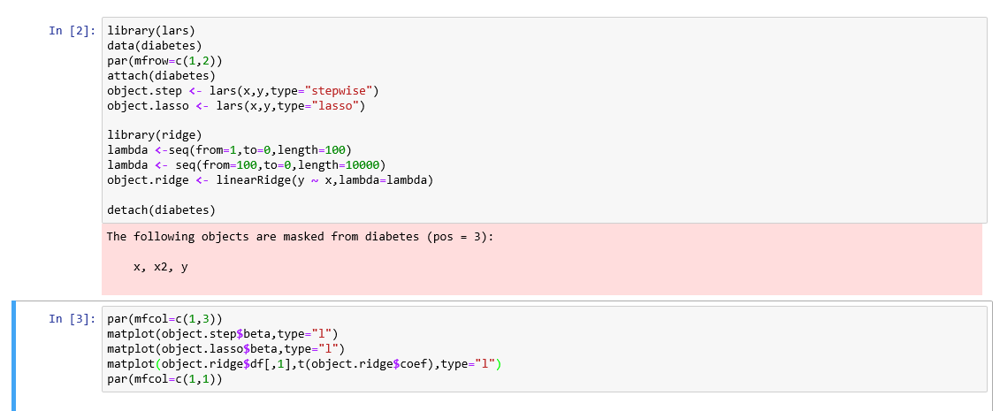 In [2]:
library(lars)
data(diabetes)
par(mfrow=c(1,2))
attach(diabetes)
object.step <- lars(x,y,type="stepwise")
object.lasso <- lars(x,y,type="lasso")
library(ridge)
lambda <-seq(from=1,to=0,length=100)
lambda <- seq(from=100,to=0,length=10000)
object.ridge <- linearRidge(y ~ x,lambda=lambda)
detach(diabetes)
The following objects are masked from diabetes (pos = 3):
x, x2, y
In [3]:
par(mfcol=c(1,3))
matplot(object.step$beta,type="l")
matplot(object.lasso$beta,type="l")
matplot(object.ridge$df[,1],t(object.ridge$coef),type="l")
par(mfcol=c(1,1))